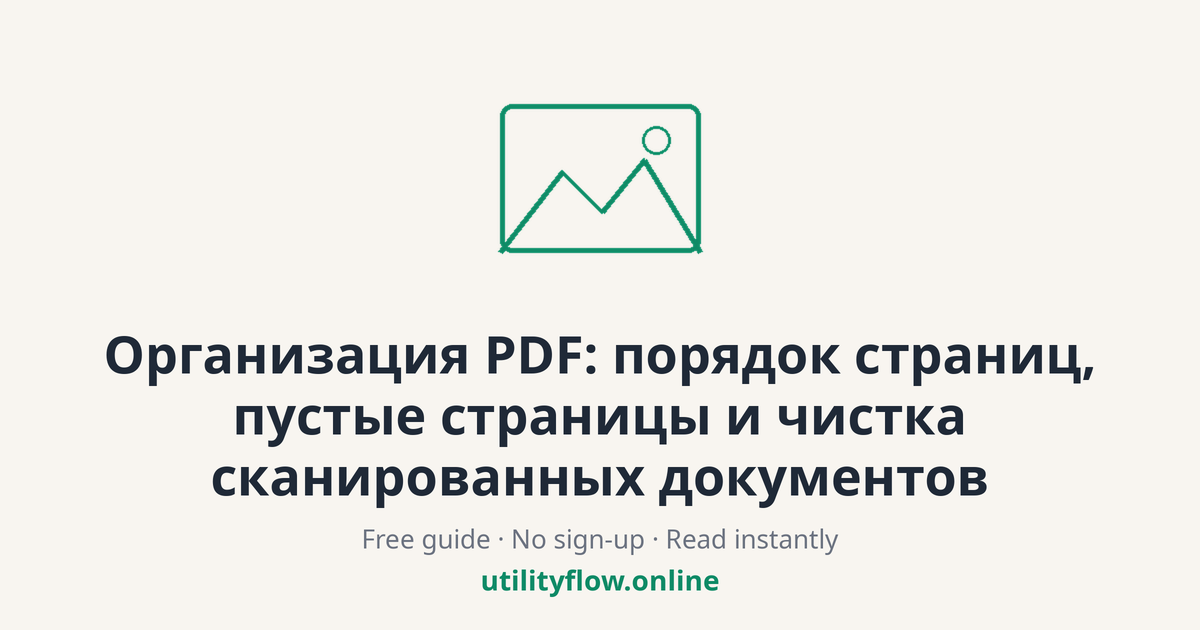 Организация PDF: порядок страниц,
пустые страницы и чистка
сканированных документов
Free guide · No sign-up · Read instantly
utilityflow.online